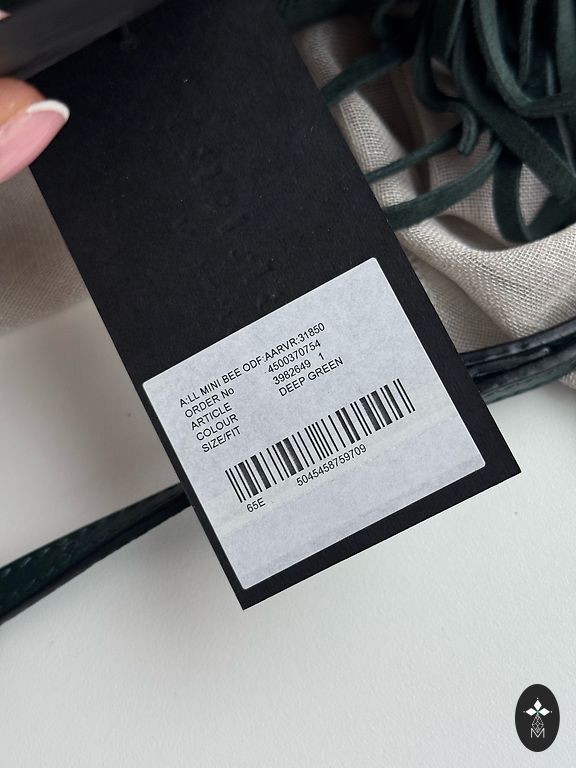 A:LL MINI BEE ODF:AARVR:31850
ORDER No 4500370754
ARTICLE 3982649 1
COLOUR DEEP GREEN
SIZE/FIT
65E 5045458759709
M